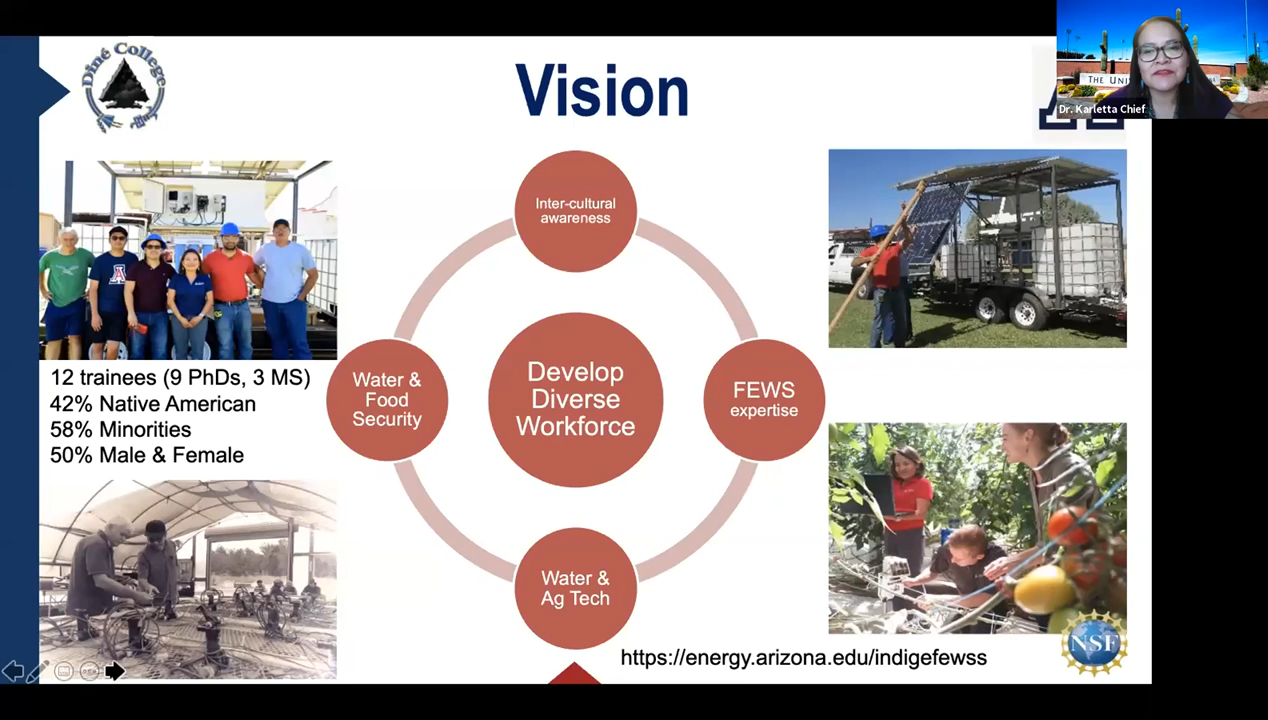 Diné College
Vision
THE UNI
Dr. Karletta Chief
Inter-cultural
awareness
12 trainees (9 PhDs, 3 MS)
42% Native American
58% Minorities
50% Male & Female
Water &
Food
Security
Develop
Diverse
Workforce
FEWS
expertise
Water &
Ag Tech
https://energy.arizona.edu/indigefewss
A
NSF